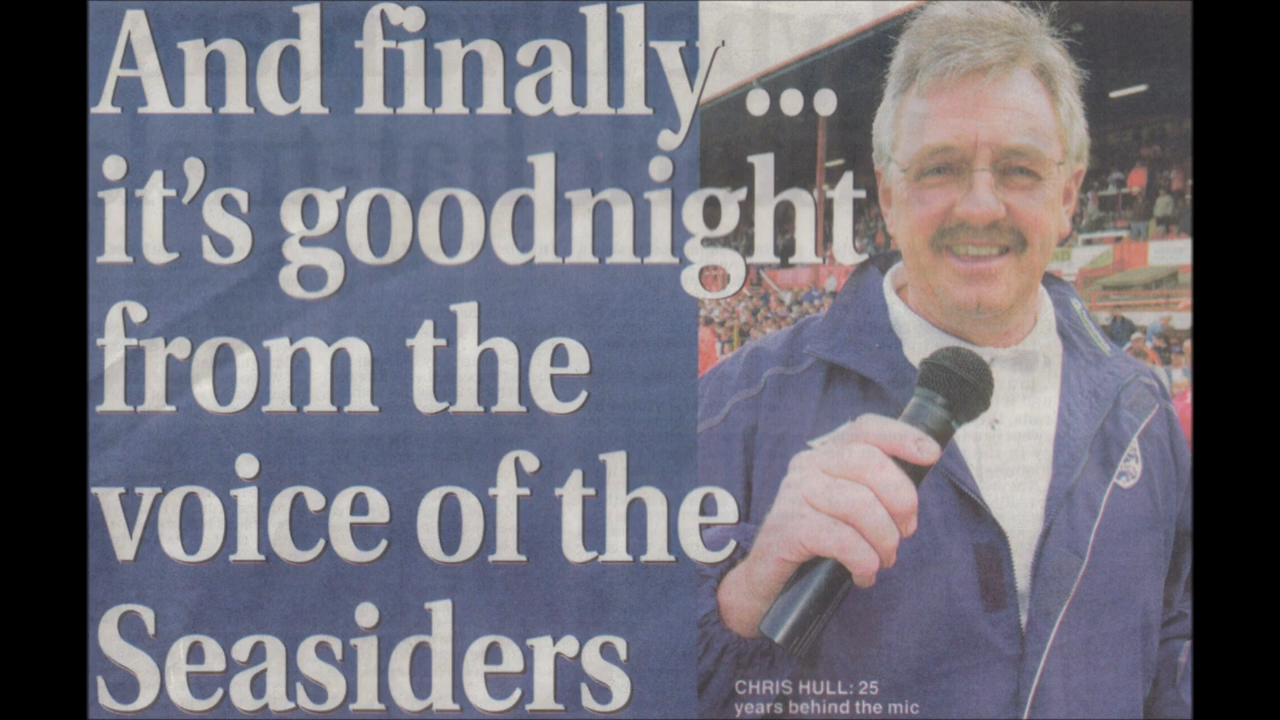 And finally ...
it's goodnight
from the
voice of the
Seasiders
CHRIS HULL: 25
years behind the mic